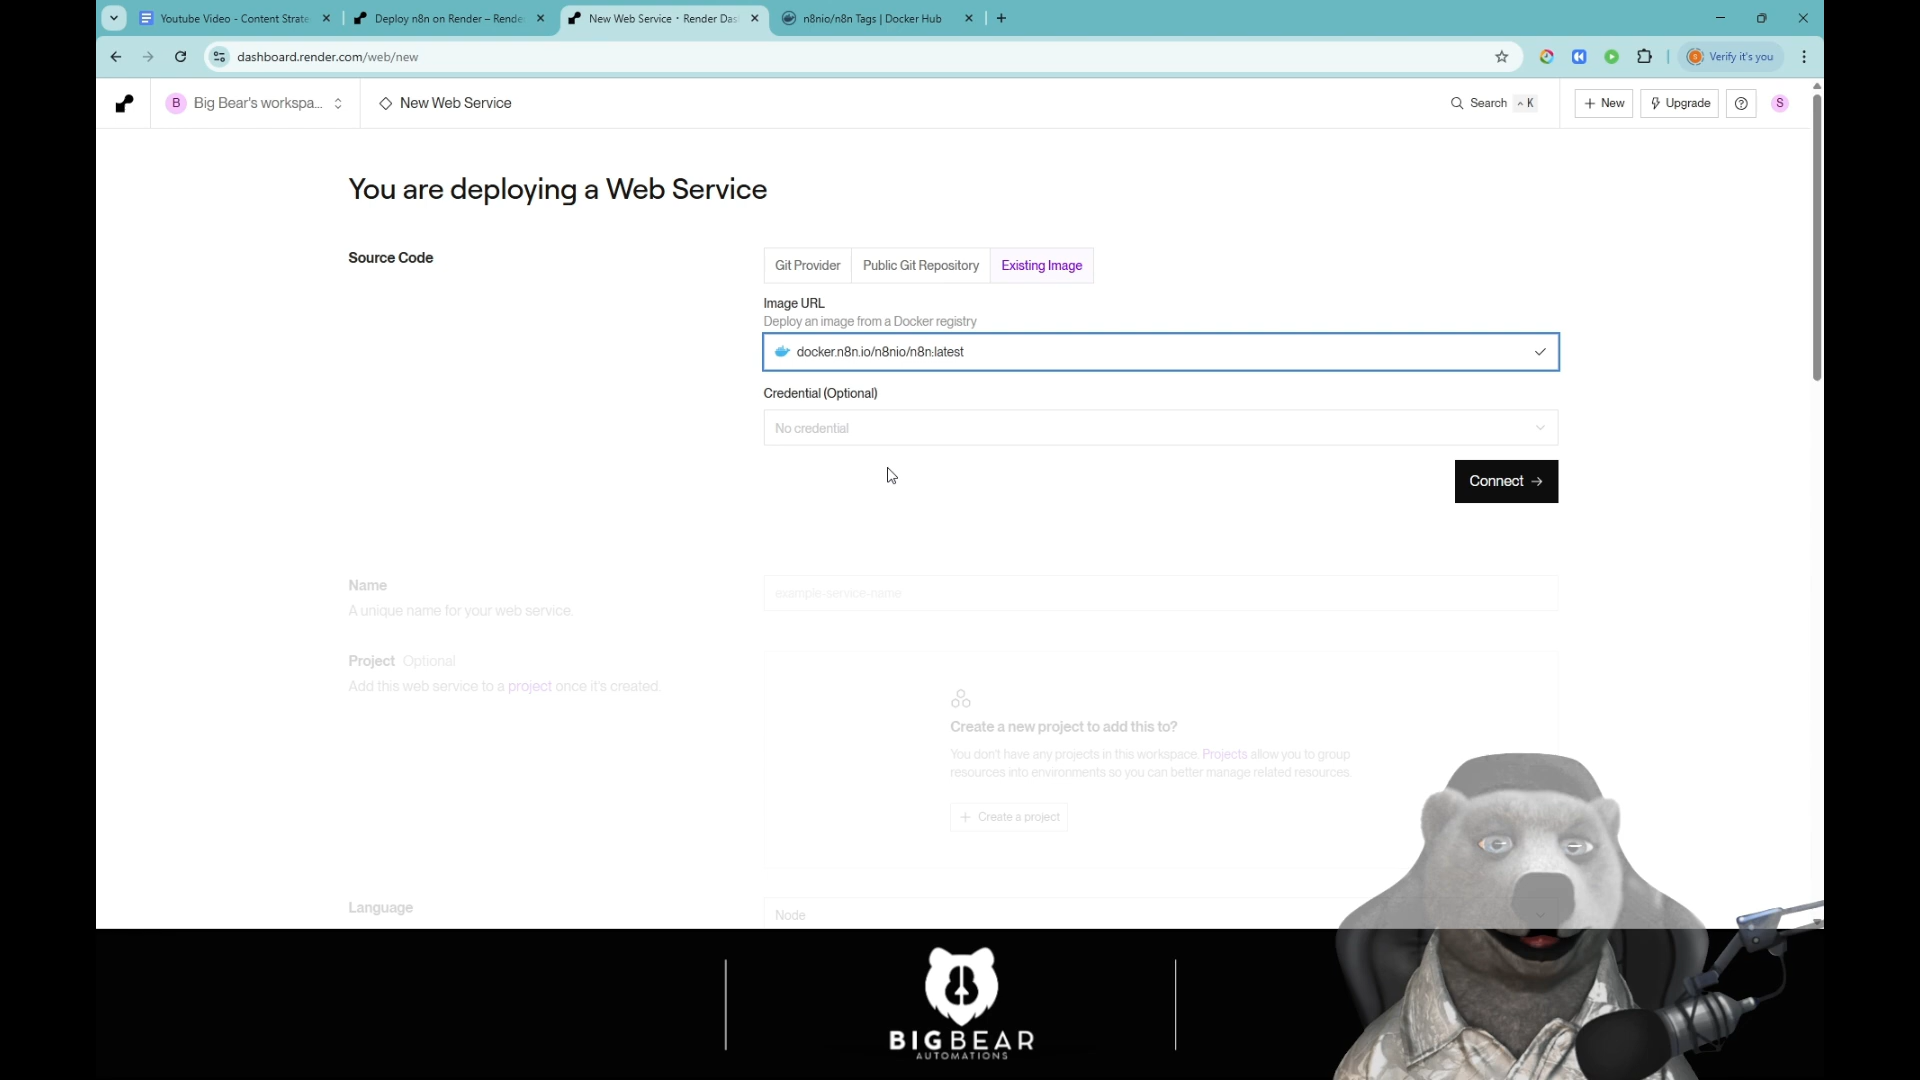 Youtube Video - Content Strate
Deploy n8n on Render – Rende
New Web Service · Render Das
n8nio/n8n Tags | Docker Hub
dashboard.render.com/web/new
Verify it's you
B
Big Bear's workspa...
New Web Service
Search
K
New
Upgrade
S
You are deploying a Web Service
Source Code
Git Provider
Public Git Repository
Existing Image
Image URL
Deploy an image from a Docker registry
docker.n8n.io/n8nio/n8n:latest
Credential (Optional)
No credential
Connect →
Name
A unique name for your web service.
example-service-name
Project Optional
Add this web service to a project once it's created.
Create a new project to add this to?
You don't have any projects in this workspace. Projects allow you to group
resources into environments so you can better manage related resources.
+ Create a project
Language
Node
BIGBEAR
AUTOMATIONS